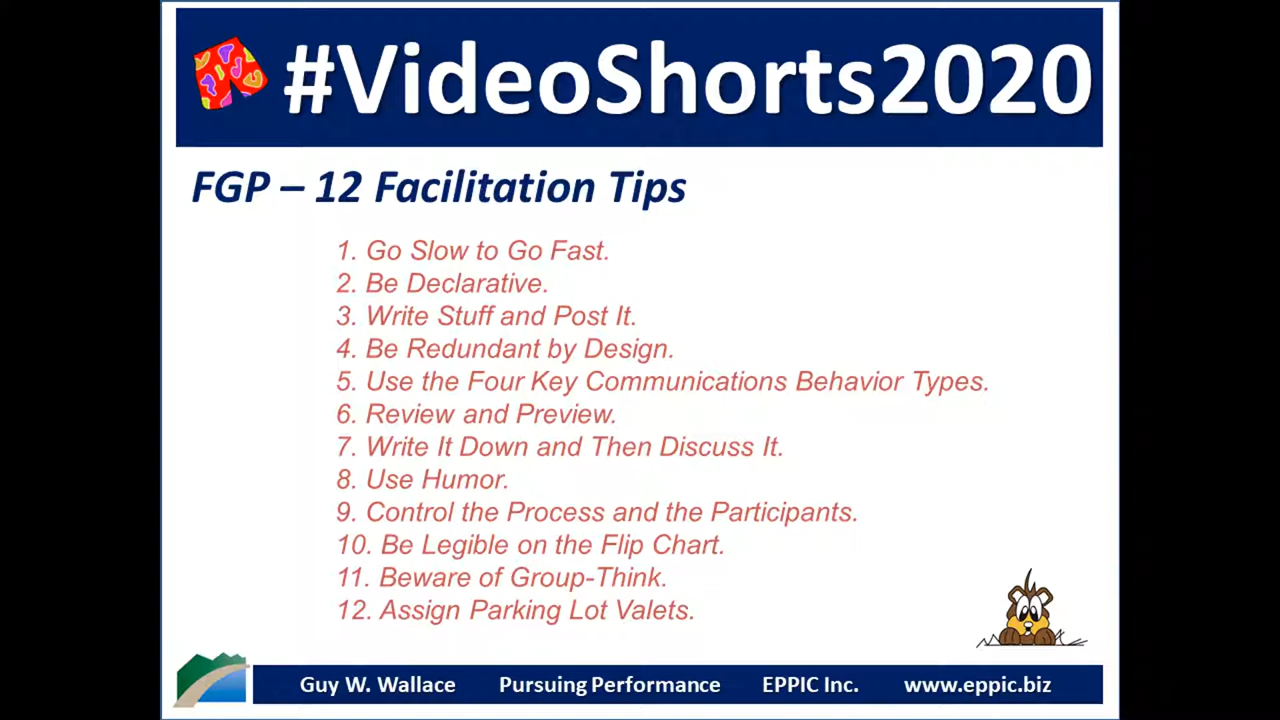 #VideoShorts2020
FGP – 12 Facilitation Tips
1. Go Slow to Go Fast.
2. Be Declarative.
3. Write Stuff and Post It.
4. Be Redundant by Design.
5. Use the Four Key Communications Behavior Types.
6. Review and Preview.
7. Write It Down and Then Discuss It.
8. Use Humor.
9. Control the Process and the Participants.
10. Be Legible on the Flip Chart.
11. Beware of Group-Think.
12. Assign Parking Lot Valets.
Guy W. Wallace Pursuing Performance EPPIC Inc. www.eppic.biz